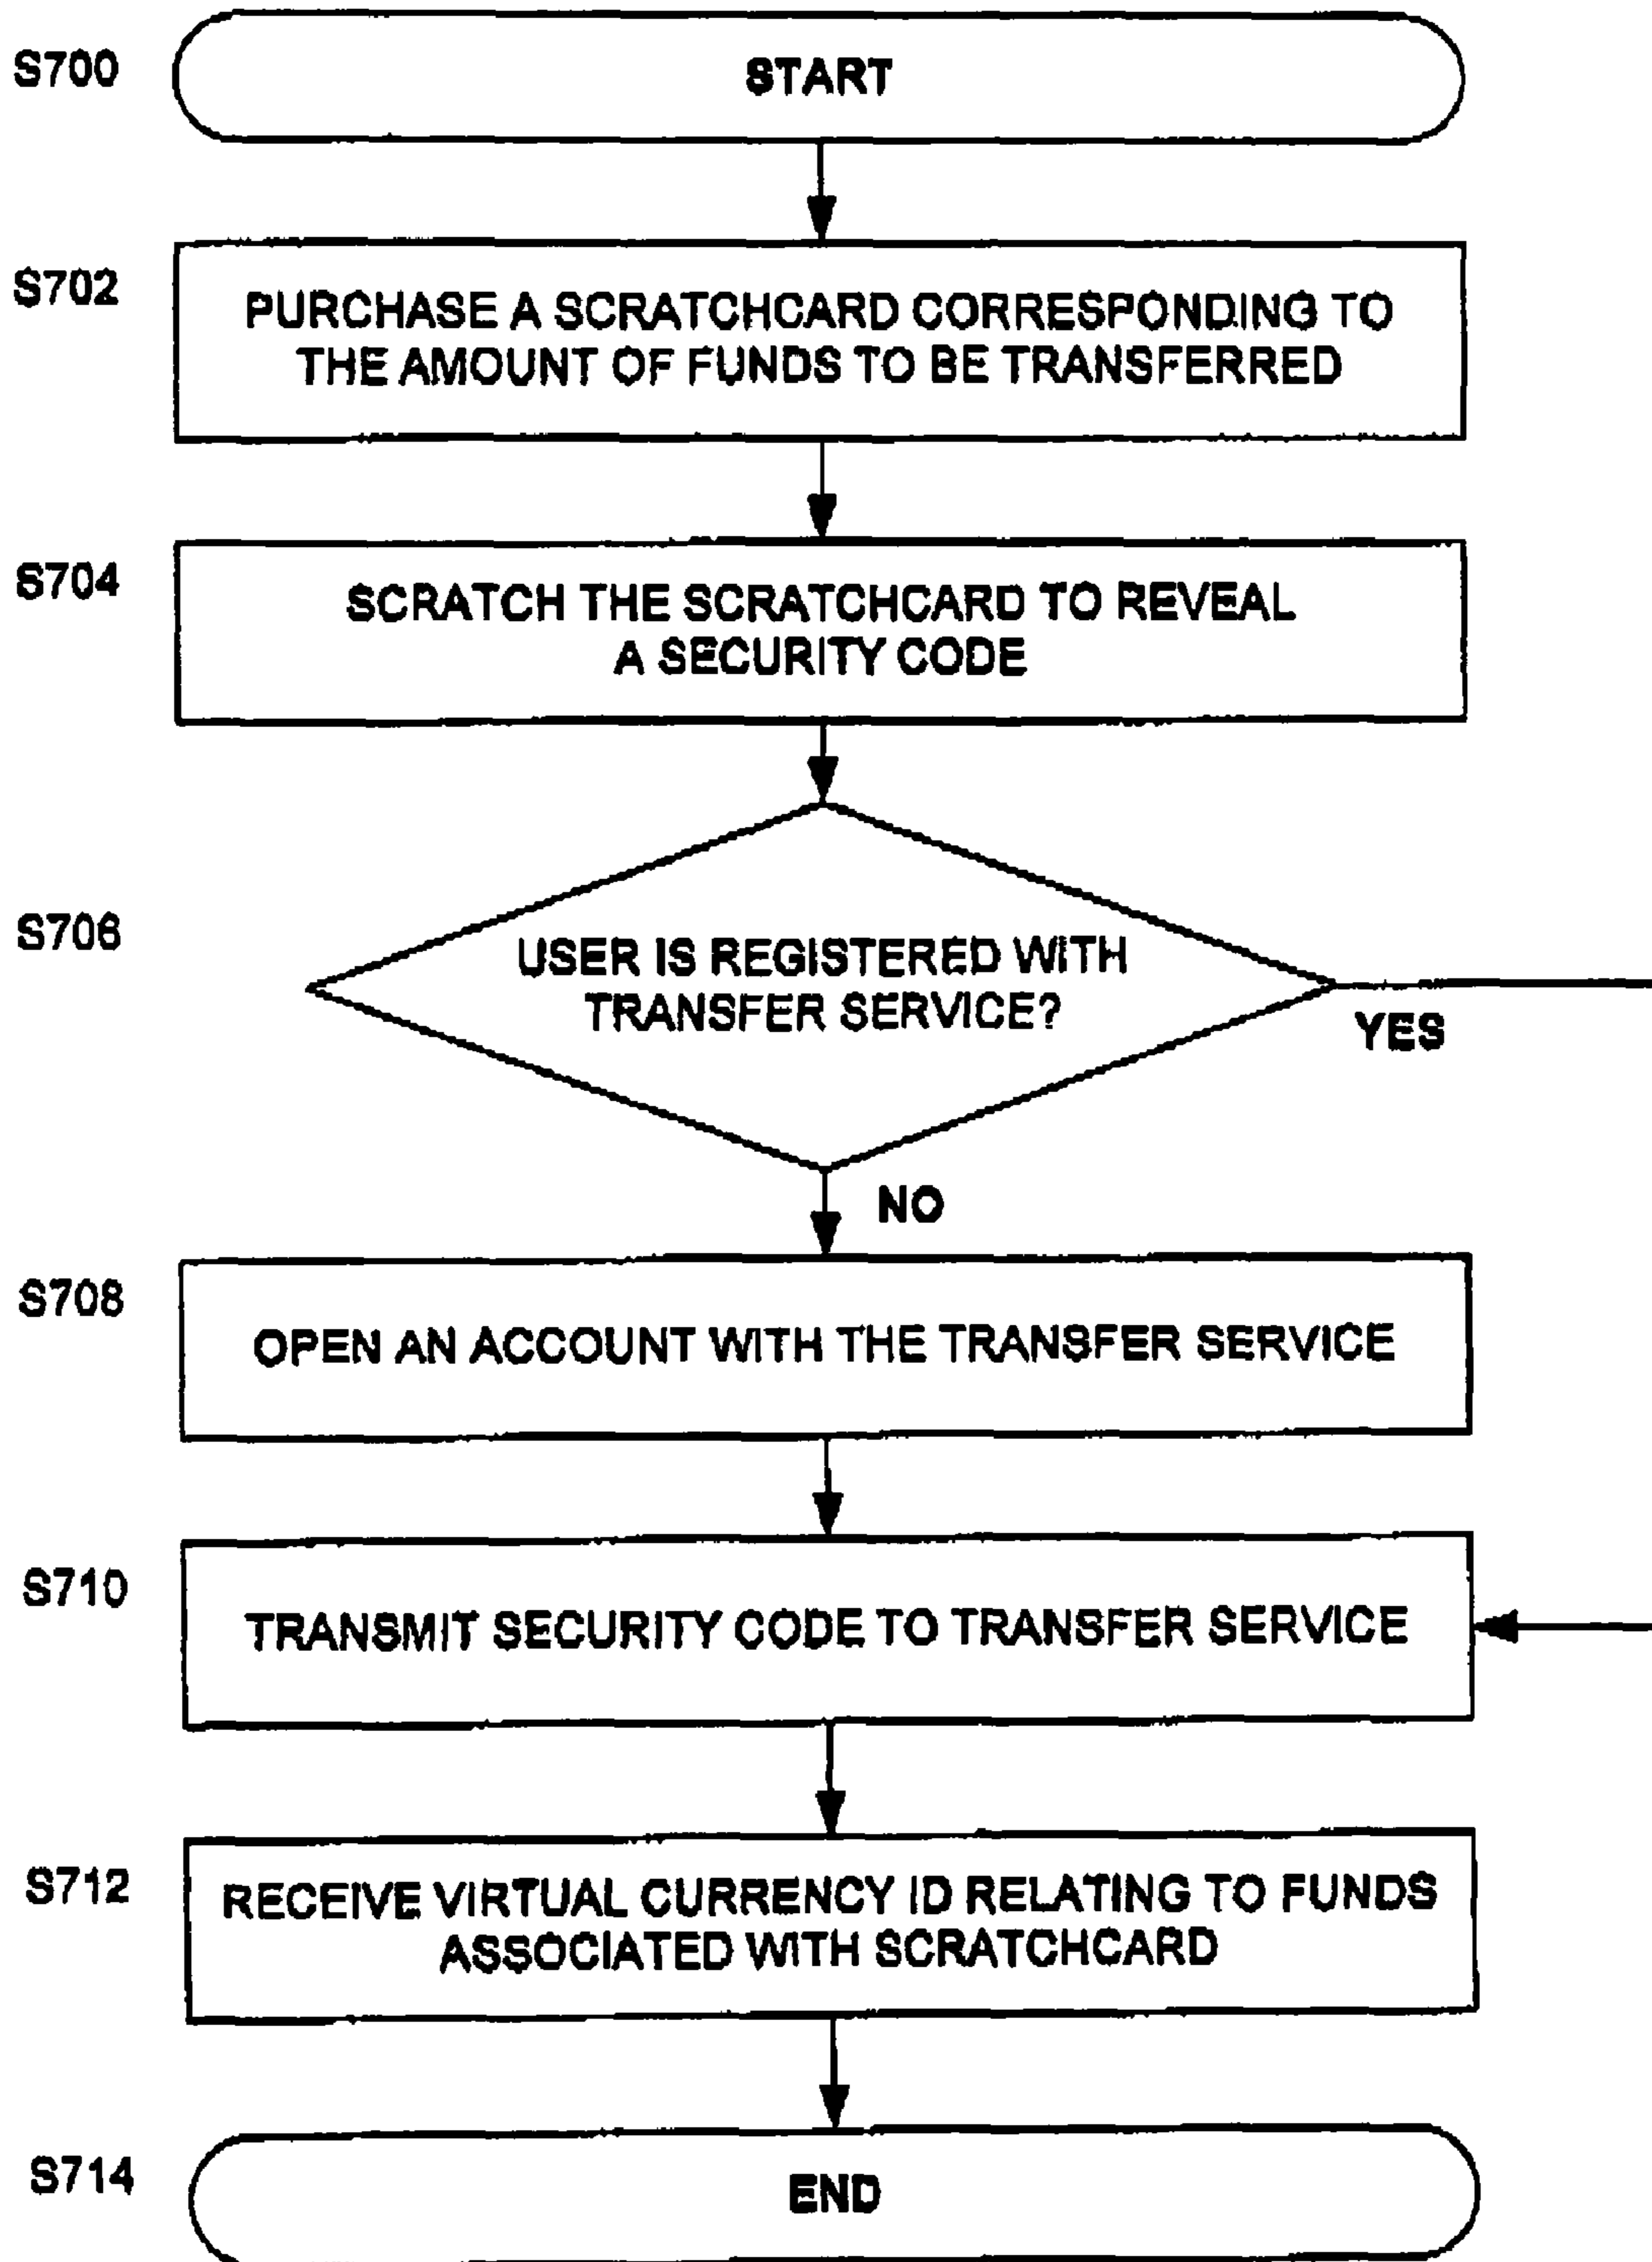 S700
START
S702
PURCHASE A SCRATCHCARD CORRESPONDING TO
THE AMOUNT OF FUNDS TO BE TRANSFERRED
S704
SCRATCH THE SCRATCHCARD TO REVEAL
A SECURITY CODE
S706
USER IS REGISTERED WITH
TRANSFER SERVICE?
YES
NO
S708
OPEN AN ACCOUNT WITH THE TRANSFER SERVICE
S710
TRANSMIT SECURITY CODE TO TRANSFER SERVICE
S712
RECEIVE VIRTUAL CURRENCY ID RELATING TO FUNDS
ASSOCIATED WITH SCRATCHCARD
S714
END